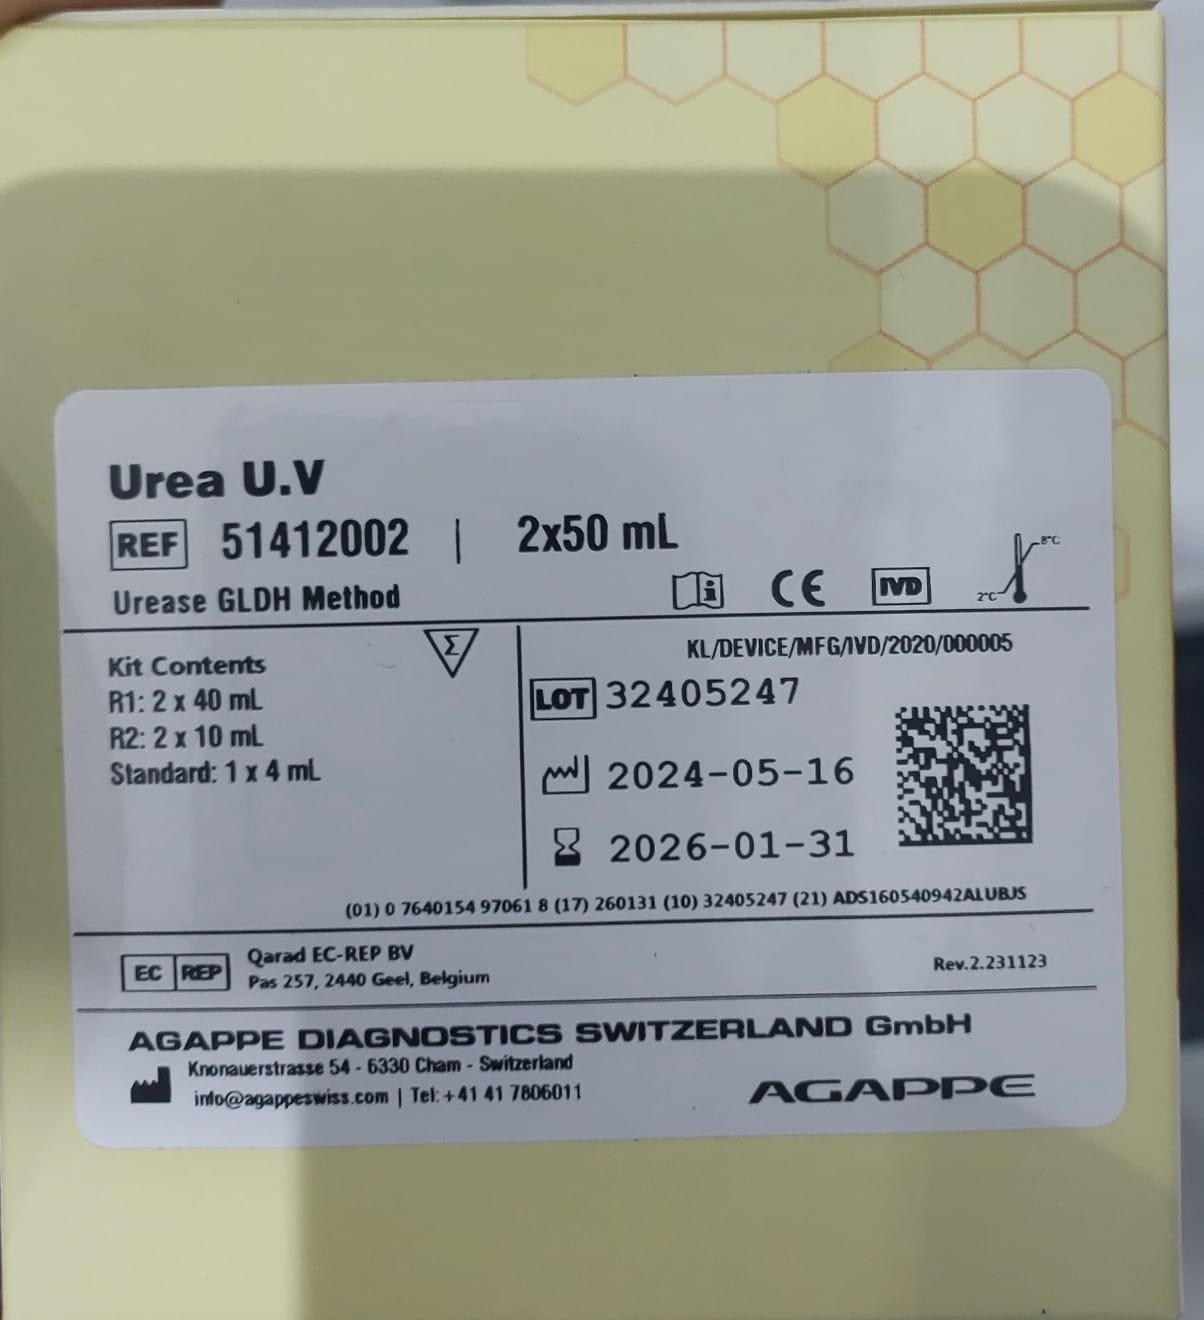 Urea U.V
REF 51412002 | 2x50 mL
Urease GLDH Method
i CE IVD 2°C 8°C
Kit Contents
R1: 2 x 40 mL
R2: 2 x 10 mL
Standard: 1 x 4 mL
Σ
KL/DEVICE/MFG/IVD/2020/000005
LOT 32405247
2024-05-16
2026-01-31
(01) 0 7640154 97061 8 (17) 260131 (10) 32405247 (21) ADS160540942ALUBJS
EC REP
Qarad EC-REP BV
Pas 257, 2440 Geel, Belgium
Rev.2.231123
AGAPPE DIAGNOSTICS SWITZERLAND GmbH
Knonauerstrasse 54 - 6330 Cham - Switzerland
info@agappeswiss.com | Tel: +41 41 7806011
AGAPPE